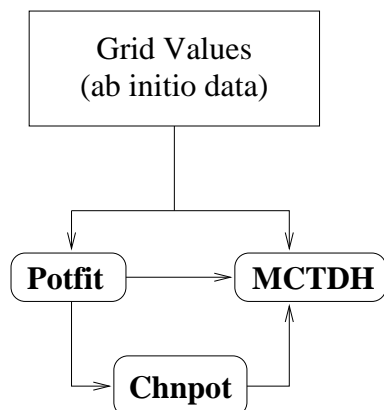 Grid Values
(ab initio data)
Potfit
MCTDH
Chnpot